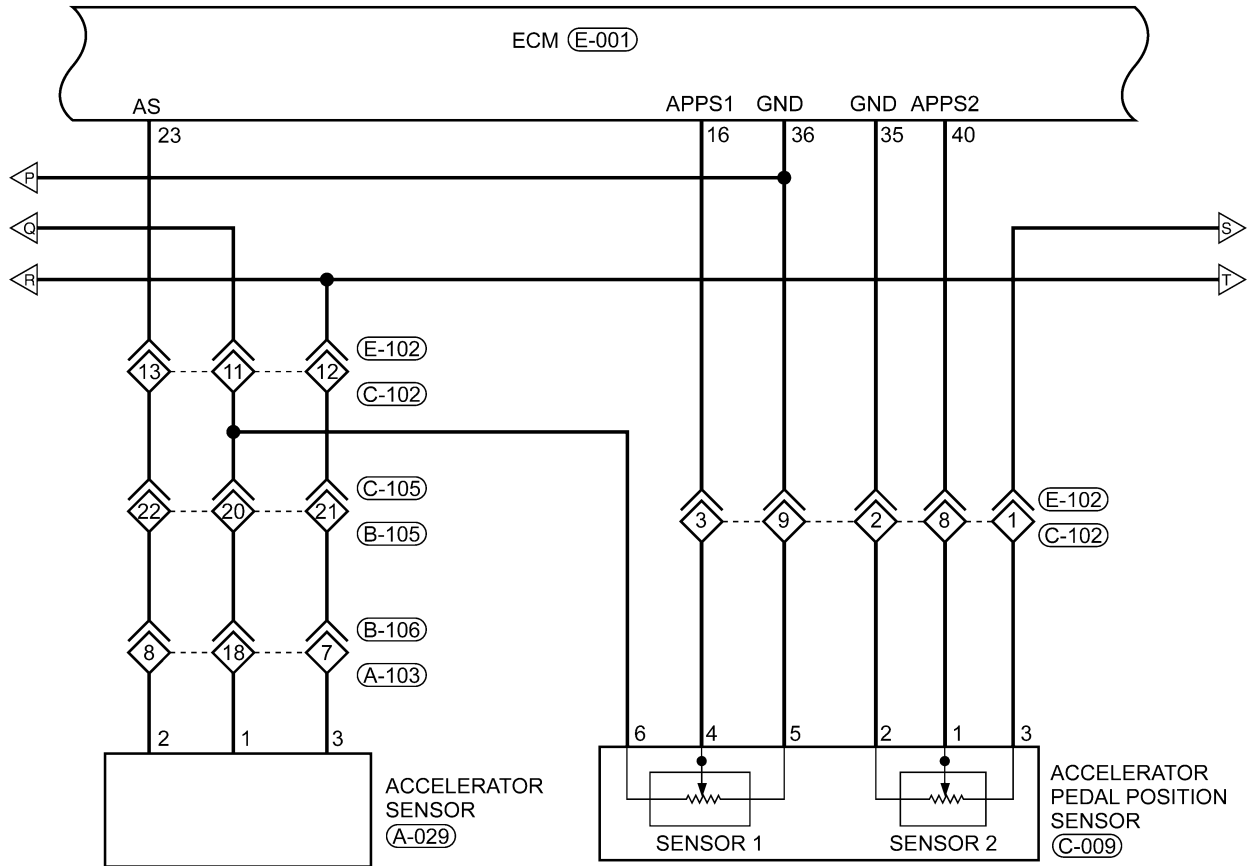 ECM E-001
AS APPS1 GND GND APPS2
23 16 36 35 40
P
Q S
R T
E-102
13 11 12
C-102
C-105
22 20 21
B-105
E-102
3 9 2 8 1
C-102
B-106
8 18 7
A-103
2 1 3
6 4 5 2 1 3
ACCELERATOR
SENSOR
A-029
SENSOR 1 SENSOR 2
ACCELERATOR
PEDAL POSITION
SENSOR
C-009